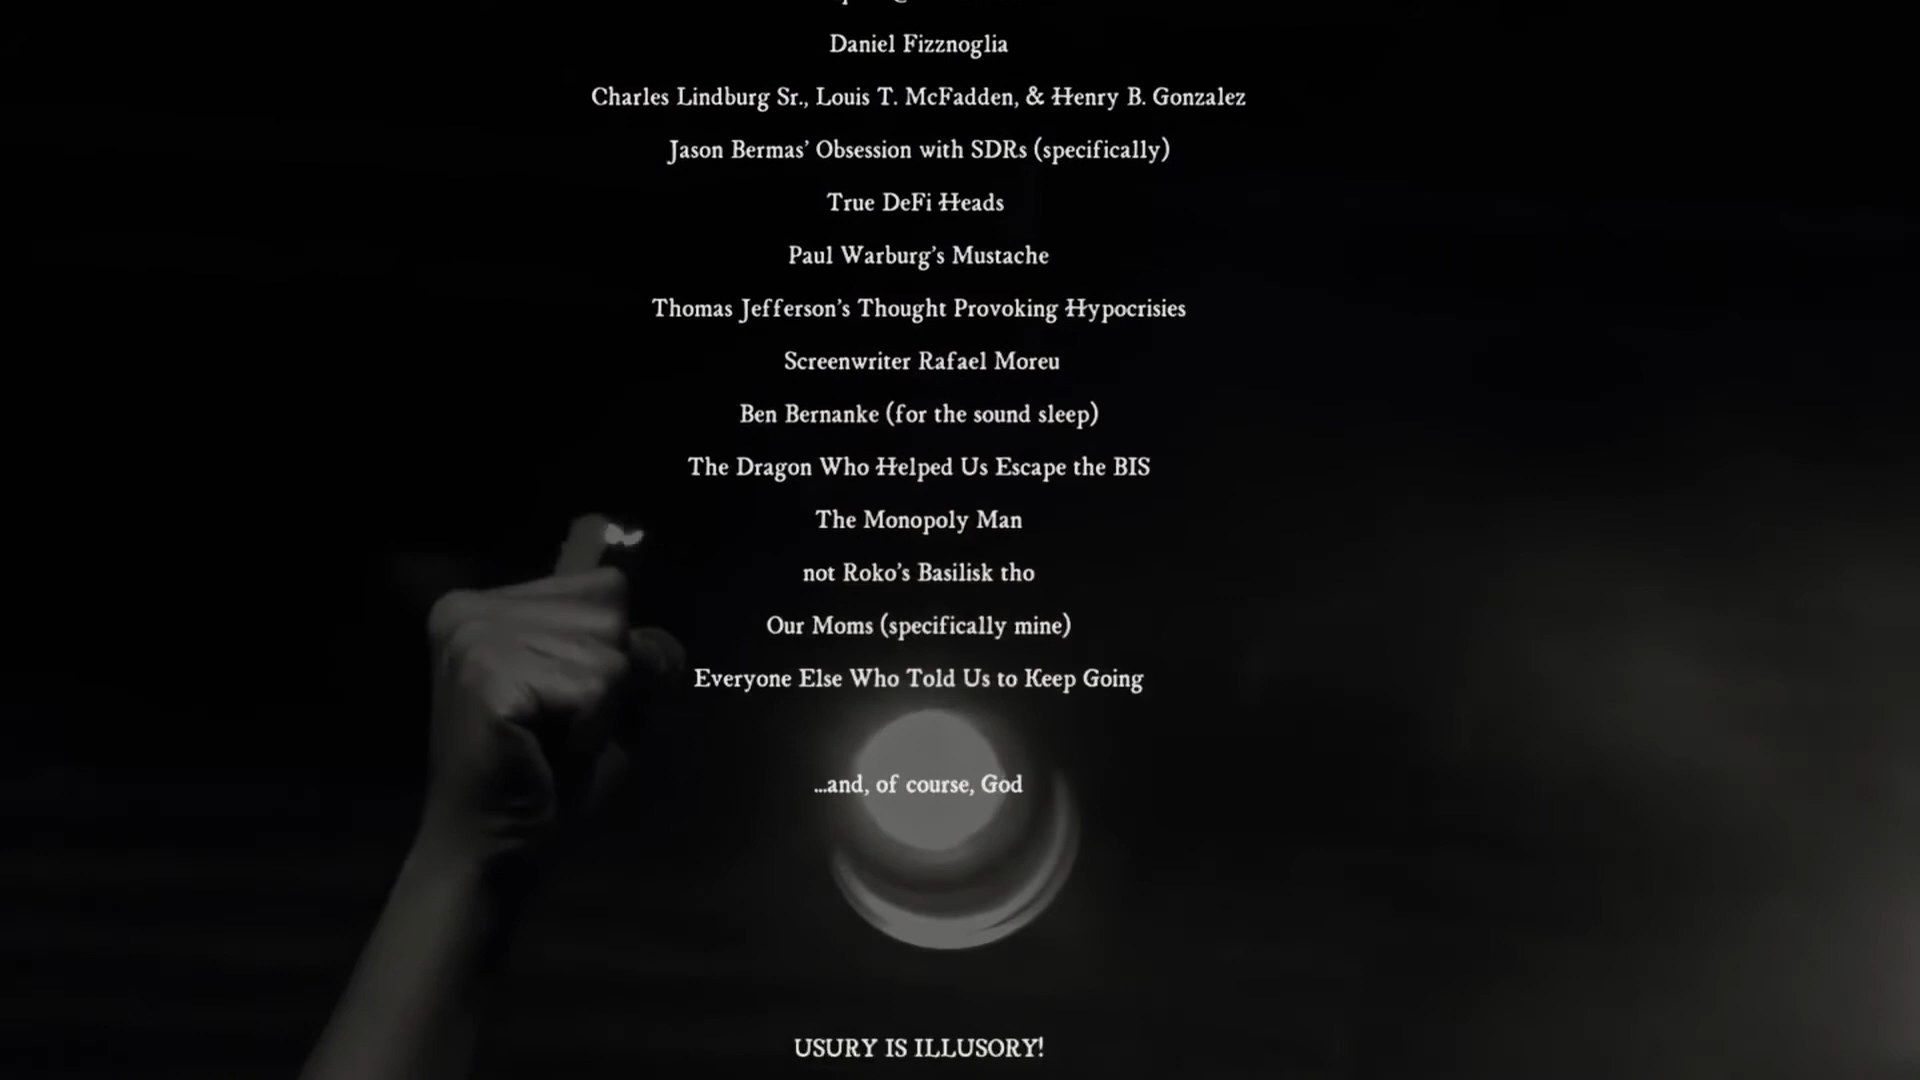 Daniel Fizznoglia
Charles Lindburg Sr., Louis T. McFadden, & Henry B. Gonzalez
Jason Bermas’ Obsession with SDRs (specifically)
True DeFi Heads
Paul Warburg’s Mustache
Thomas Jefferson’s Thought Provoking Hypocrisies
Screenwriter Rafael Moreu
Ben Bernanke (for the sound sleep)
The Dragon Who Helped Us Escape the BIS
The Monopoly Man
not Roko’s Basilisk tho
Our Moms (specifically mine)
Everyone Else Who Told Us to Keep Going
...and, of course, God
USURY IS ILLUSORY!